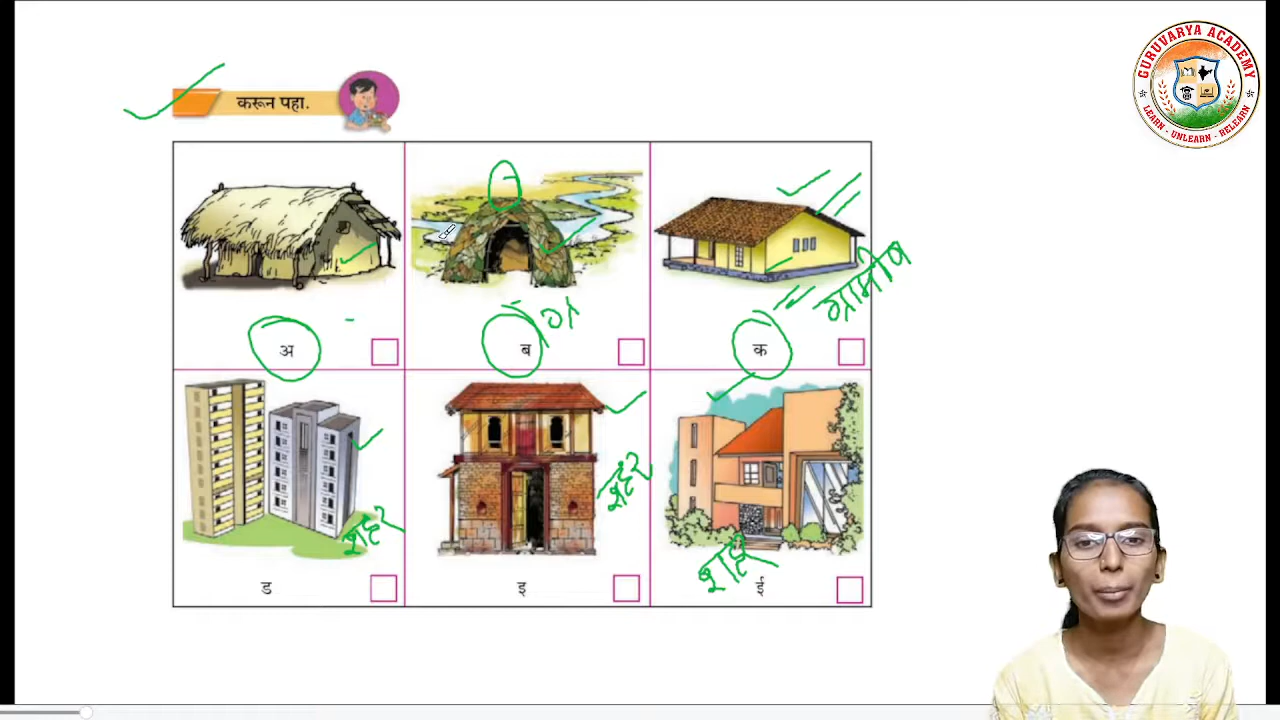 करून पहा.
GURUVARYA ACADEMY
LEARN - UNLEARN - RELEARN
ग्रामीण
अ
ब
क
शहर
शहर
शहर
ड
इ
ई